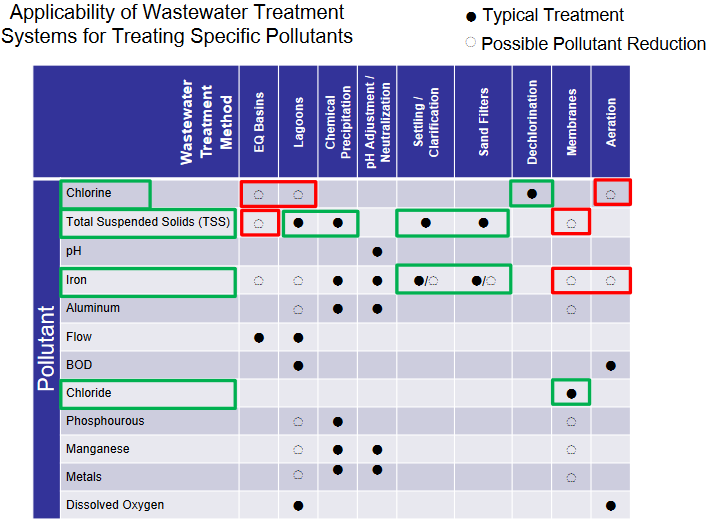 Applicability of Wastewater Treatment
Systems for Treating Specific Pollutants
● Typical Treatment
◌ Possible Pollutant Reduction
Wastewater
Treatment
Method
EQ Basins
Lagoons
Chemical
Precipitation
pH Adjustment /
Neutralization
Settling /
Clarification
Sand Filters
Dechlorination
Membranes
Aeration
Pollutant
Chlorine ◌ ◌ ● ◌
Total Suspended Solids (TSS) ◌ ● ● ● ● ◌
pH ●
Iron ◌ ◌ ● ● ●/◌ ●/◌ ◌ ◌
Aluminum ◌ ● ● ◌
Flow ● ●
BOD ● ●
Chloride ●
Phosphourous ◌ ● ◌
Manganese ◌ ● ● ◌
Metals ◌ ● ● ◌
Dissolved Oxygen ● ●